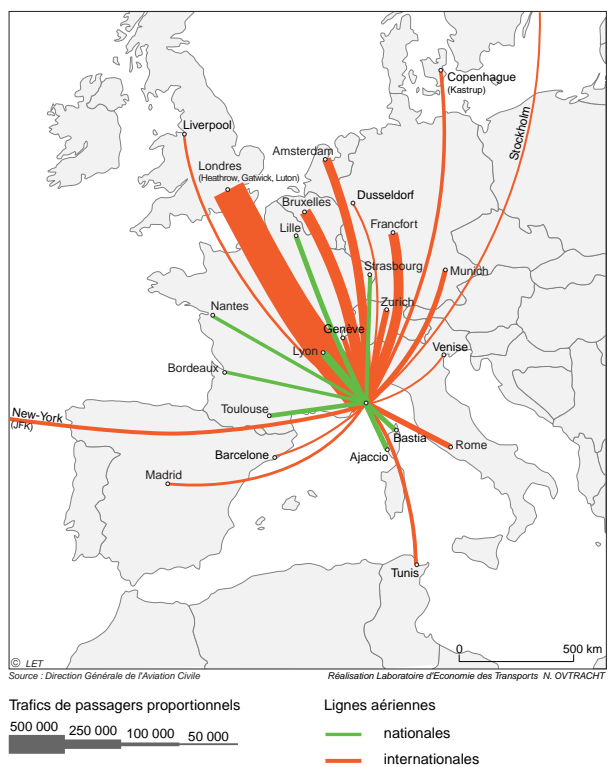 Copenhague
(Kastrup)
Stockholm
Liverpool
Amsterdam
Londres
(Heathrow, Gatwick, Luton)
Dusseldorf
Bruxelles
Lille
Francfort
Strasbourg
Munich
Zurich
Nantes
Genève
Lyon
Venise
Bordeaux
Toulouse
New-York
(JFK)
Bastia
Rome
Barcelone
Ajaccio
Madrid
Tunis
0 500 km
© LET
Source : Direction Générale de l'Aviation Civile Réalisation Laboratoire d'Economie des Transports N. OVTRACHT
Trafics de passagers proportionnels
500 000 250 000 100 000 50 000
Lignes aériennes
nationales
internationales